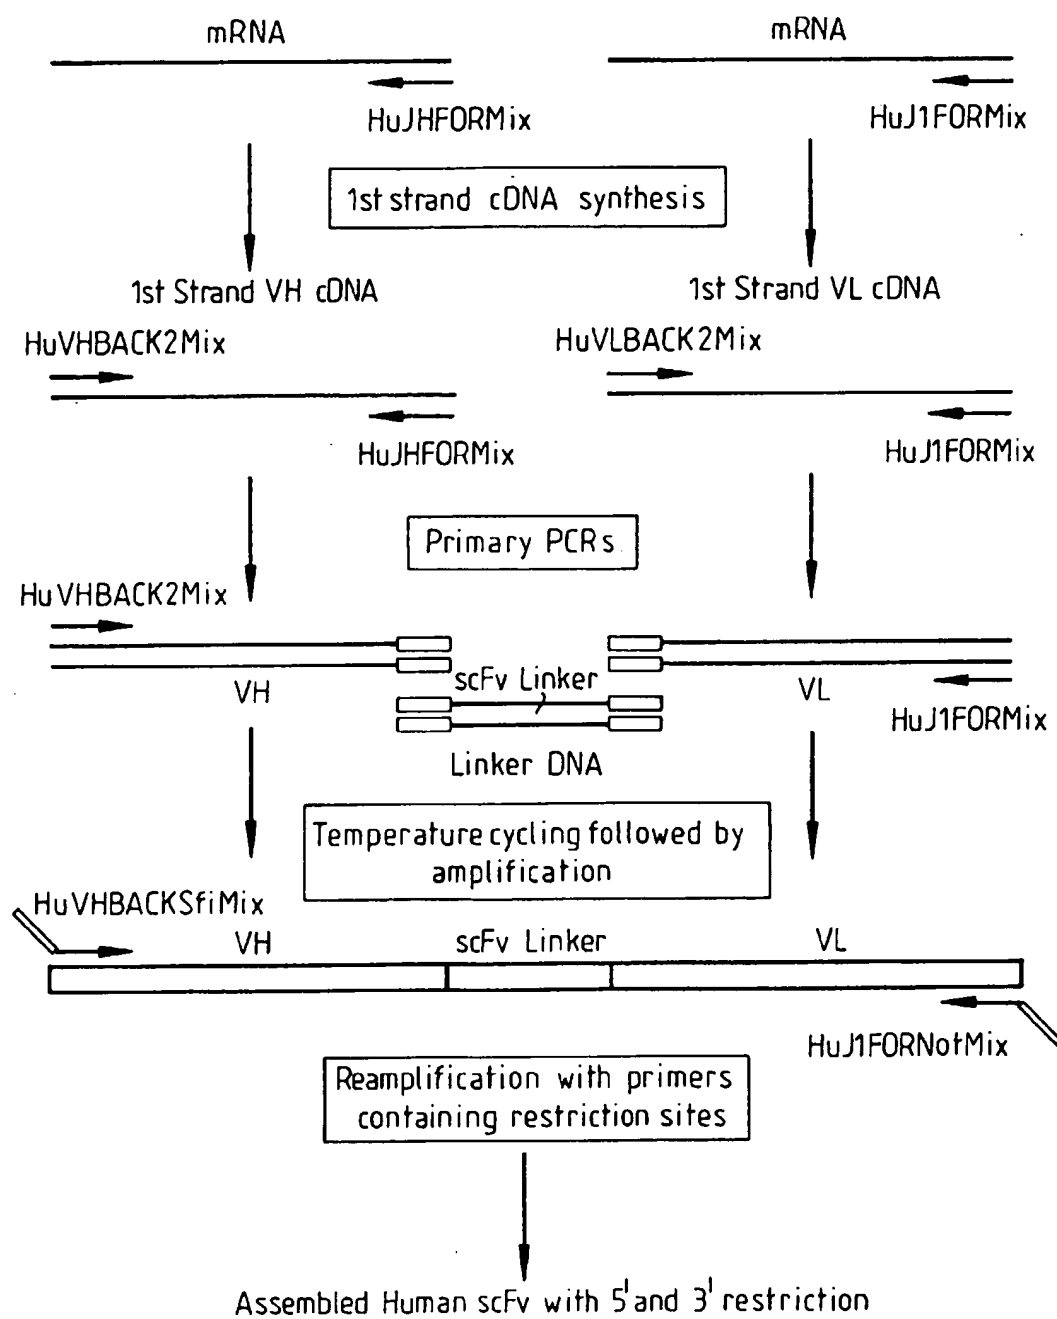 mRNA
mRNA
HuJHFORMix
HuJ1FORMix
1st strand cDNA synthesis
1st Strand VH cDNA
1st Strand VL cDNA
HuVHBACK2Mix
HuVLBACK2Mix
HuJHFORMix
HuJ1FORMix
Primary PCRs
HuVHBACK2Mix
VH
scFv Linker
VL
HuJ1FORMix
Linker DNA
Temperature cycling followed by
amplification
HuVHBACKSfiMix
VH
scFv Linker
VL
HuJ1FORNotMix
Reamplification with primers
containing restriction sites
Assembled Human scFv with 5' and 3' restriction